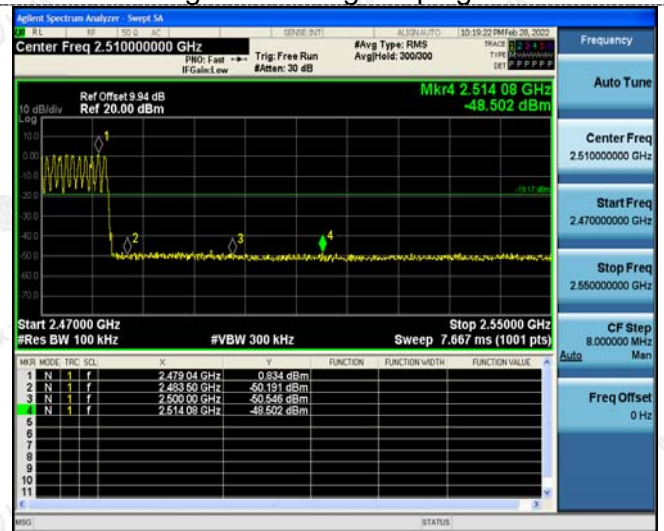 Agilent Spectrum Analyzer - Swept SA
RL RF 50 Ω AC SENSE:INT ALIGNAUTO 10:19:22 PM Feb 28, 2022
Center Freq 2.510000000 GHz
PNO: Fast Trig: Free Run
IFGain:Low #Atten: 30 dB
#Avg Type: RMS
Avg|Hold: 300/300
TRACE 1 2 3 4 5 6
TYPE M
DET P P P P P P
Mkr4 2.514 08 GHz
-48.502 dBm
Ref Offset 9.94 dB
10 dB/div Ref 20.00 dBm
Log
10.0
0.00
-10.0
-20.0
-30.0
-40.0
-50.0
-60.0
-70.0
1
2
3
4
-19.17 dBm
Start 2.47000 GHz Stop 2.55000 GHz
#Res BW 100 kHz #VBW 300 kHz Sweep 7.667 ms (1001 pts)
MKR MODE TRC SCL X Y FUNCTION FUNCTION WIDTH FUNCTION VALUE
1 N 1 f 2.479 04 GHz 0.834 dBm
2 N 1 f 2.483 50 GHz -50.191 dBm
3 N 1 f 2.500 00 GHz -50.546 dBm
4 N 1 f 2.514 08 GHz -48.502 dBm
5
6
7
8
9
10
11
MSG STATUS
Frequency
Auto Tune
Center Freq
2.510000000 GHz
Start Freq
2.470000000 GHz
Stop Freq
2.550000000 GHz
CF Step
8.000000 MHz
Auto Man
Freq Offset
0 Hz